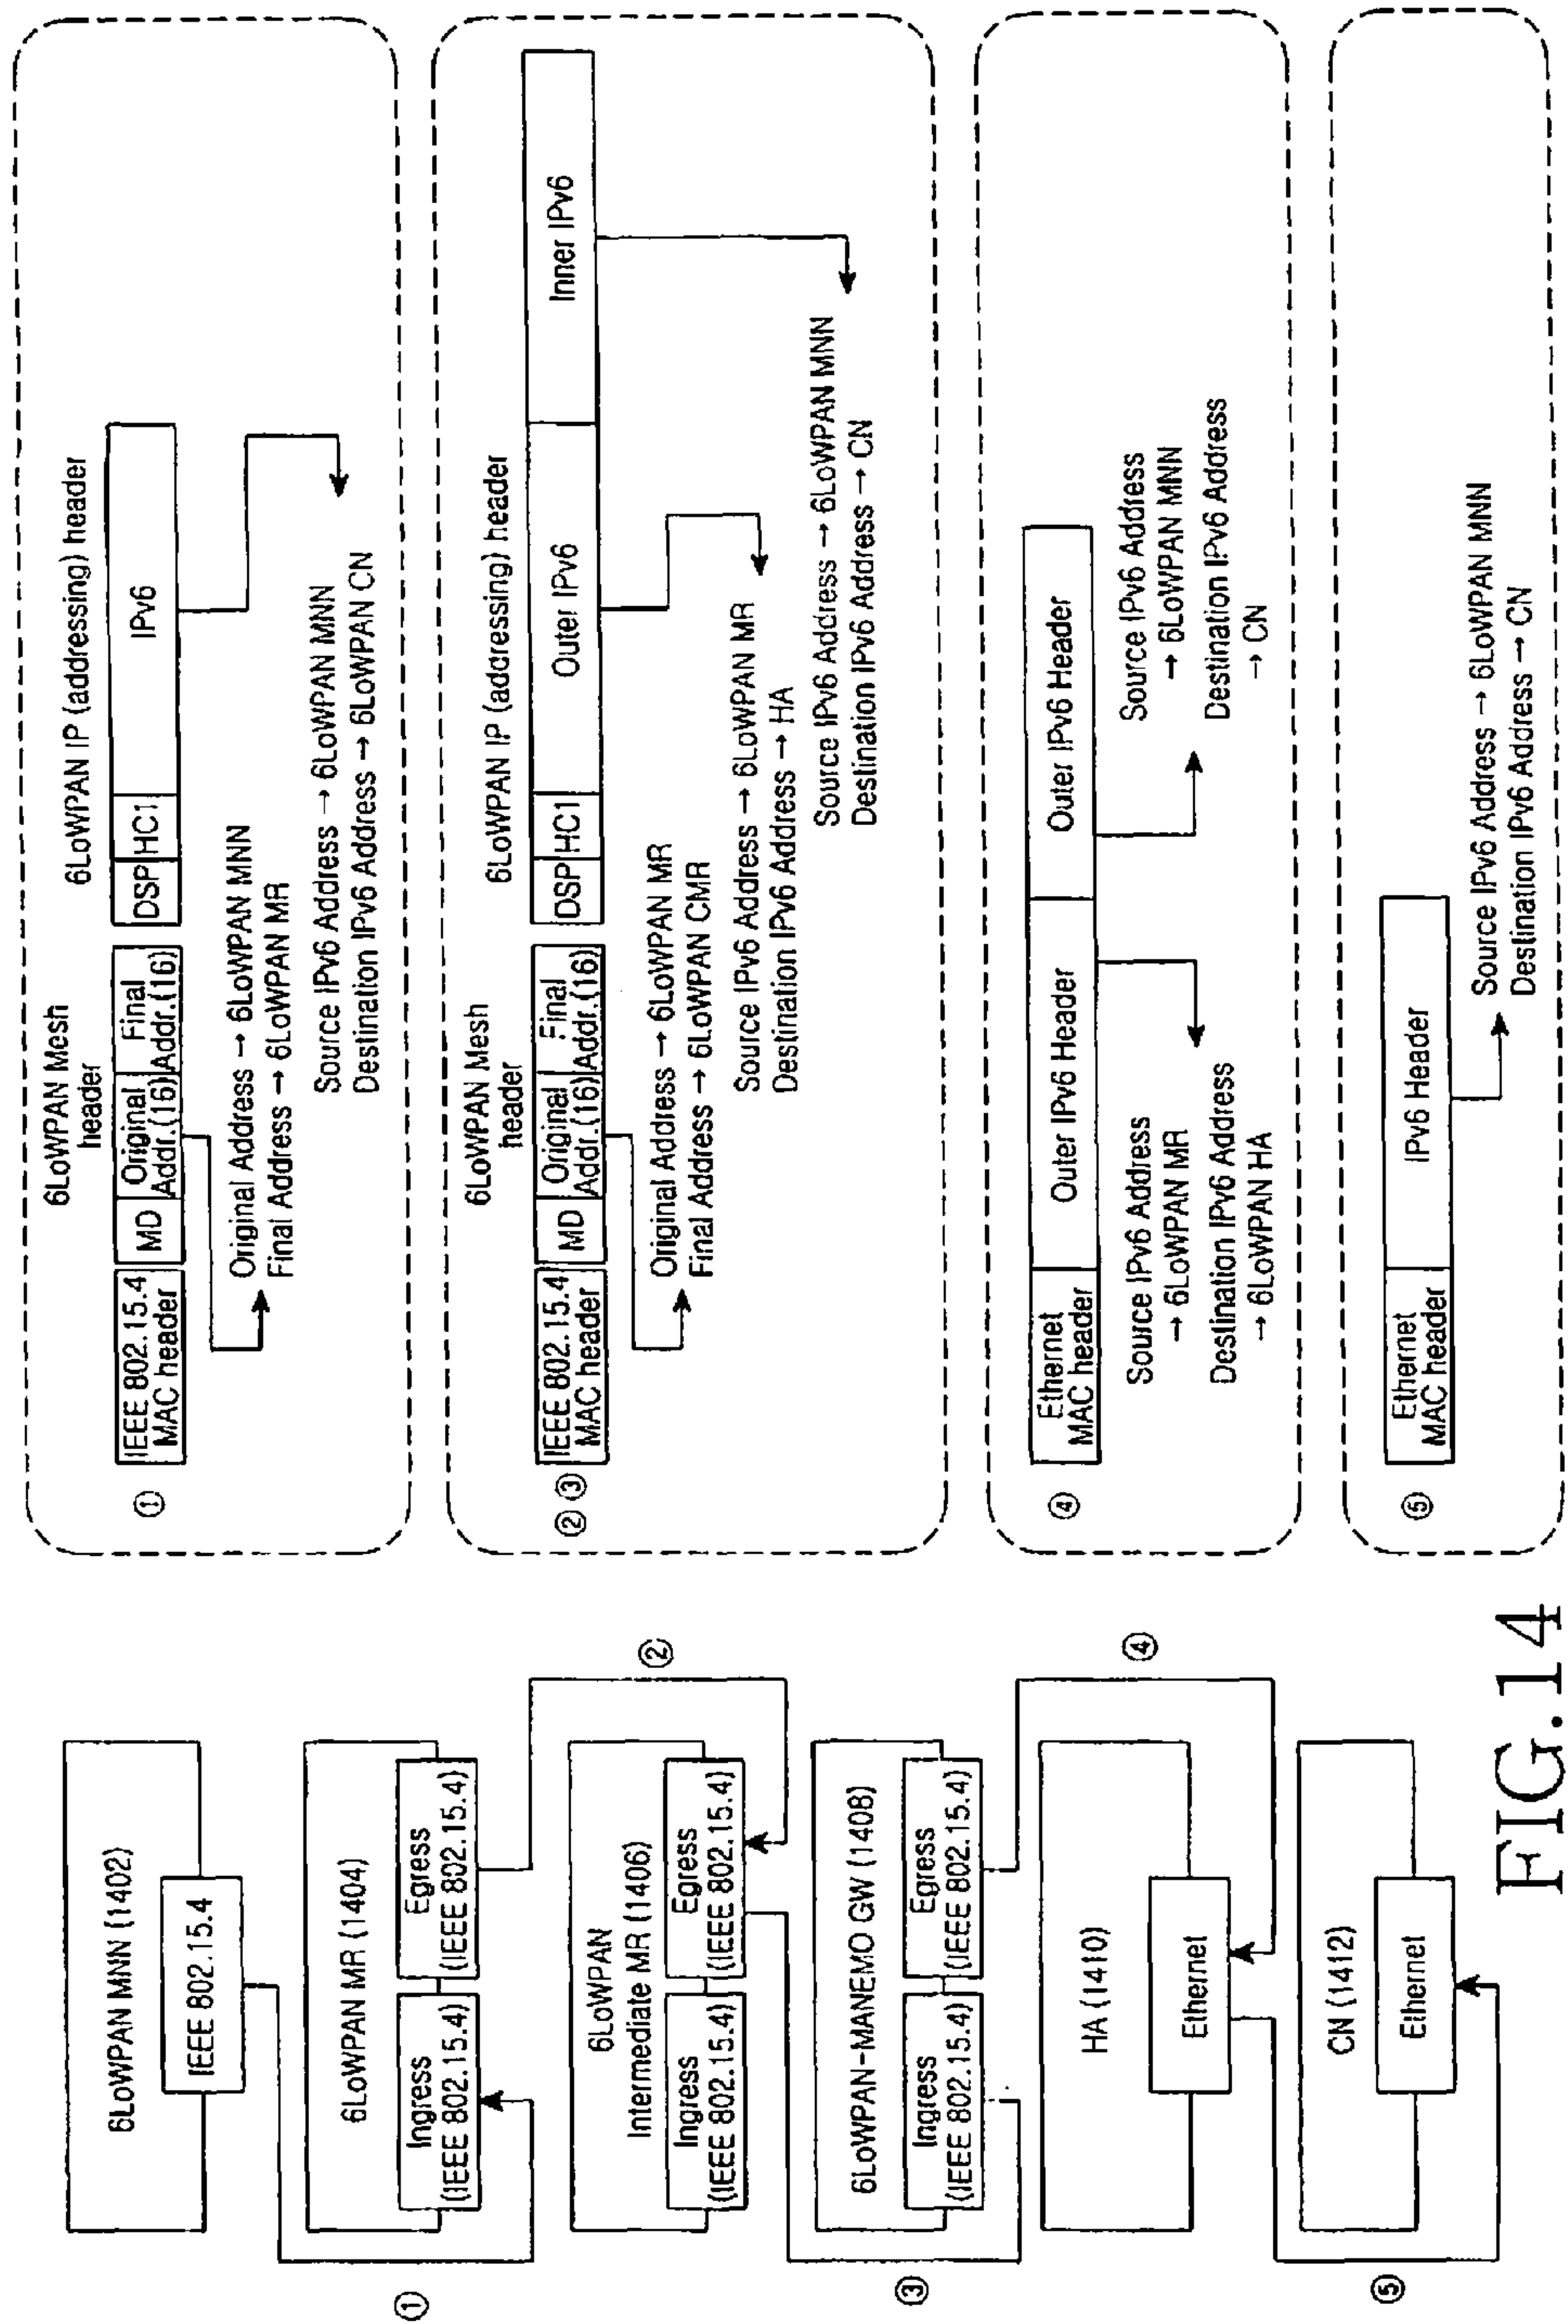 6LoWPAN MNN (1402)
IEEE 802.15.4
①
6LoWPAN MR (1404)
Ingress
(IEEE 802.15.4)
Egress
(IEEE 802.15.4)
②
6LoWPAN
Intermediate MR (1406)
Ingress
(IEEE 802.15.4)
Egress
(IEEE 802.15.4)
③
6LoWPAN-MANEMO GW (1408)
Ingress
(IEEE 802.15.4)
Egress
(IEEE 802.15.4)
④
HA (1410)
Ethernet
⑤
CN (1412)
Ethernet
①
6LoWPAN Mesh
header
6LoWPAN IP (addressing) header
IEEE 802.15.4
MAC header
MD
Original
Addr.(16)
Final
Addr.(16)
DSP
HC1
IPv6
Original Address → 6LoWPAN MNN
Final Address → 6LoWPAN MR
Source IPv6 Address → 6LoWPAN MNN
Destination IPv6 Address → 6LoWPAN CN
② ③
6LoWPAN Mesh
header
6LoWPAN IP (addressing) header
IEEE 802.15.4
MAC header
MD
Original
Addr.(16)
Final
Addr.(16)
DSP
HC1
Outer IPv6
Inner IPv6
Original Address → 6LoWPAN MR
Final Address → 6LoWPAN CMR
Source IPv6 Address → 6LoWPAN MR
Destination IPv6 Address → HA
Source IPv6 Address → 6LoWPAN MNN
Destination IPv6 Address → CN
④
Ethernet
MAC header
Outer IPv6 Header
Outer IPv6 Header
Source IPv6 Address
→ 6LoWPAN MR
Destination IPv6 Address
→ 6LoWPAN HA
Source IPv6 Address
→ 6LoWPAN MNN
Destination IPv6 Address
→ CN
⑤
Ethernet
MAC header
IPv6 Header
Source IPv6 Address → 6LoWPAN MNN
Destination IPv6 Address → CN
FIG.14